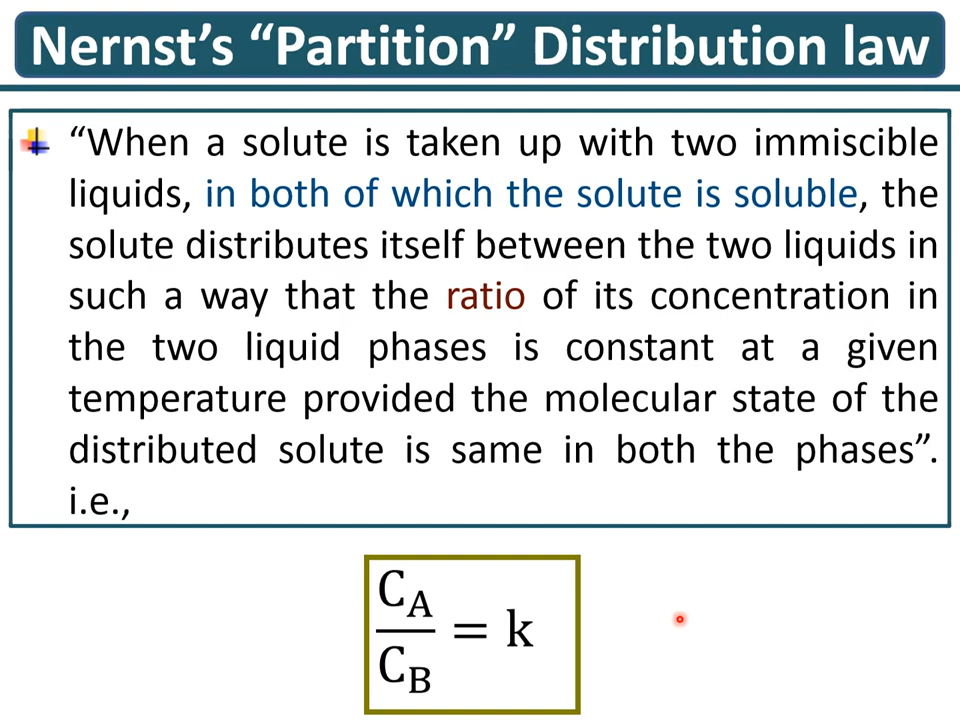 Nernst’s “Partition” Distribution law
“When a solute is taken up with two immiscible
liquids, in both of which the solute is soluble, the
solute distributes itself between the two liquids in
such a way that the ratio of its concentration in
the two liquid phases is constant at a given
temperature provided the molecular state of the
distributed solute is same in both the phases”.
i.e.,
C_A / C_B = k